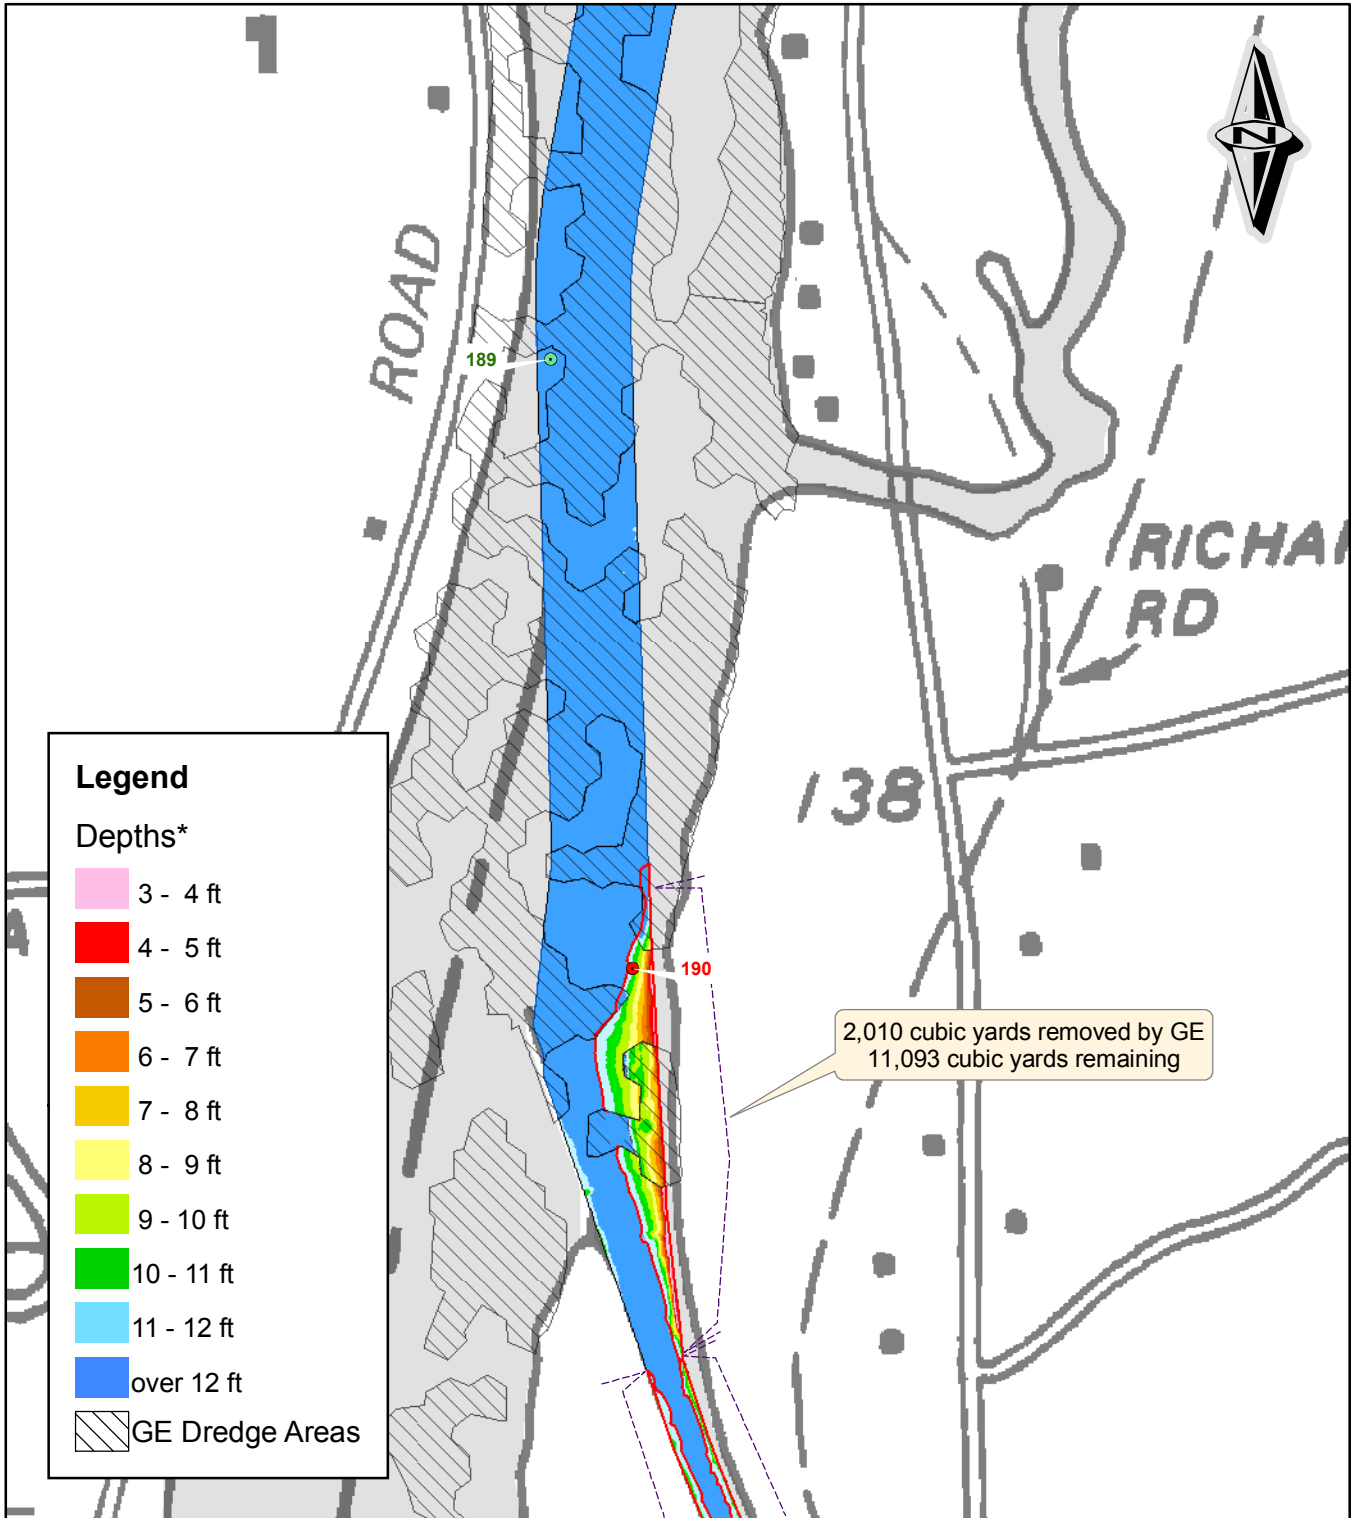 N
ROAD
189
RICHAR
RD
138
190
2,010 cubic yards removed by GE
11,093 cubic yards remaining
Legend
Depths*
3 - 4 ft
4 - 5 ft
5 - 6 ft
6 - 7 ft
7 - 8 ft
8 - 9 ft
9 - 10 ft
10 - 11 ft
11 - 12 ft
over 12 ft
GE Dredge Areas